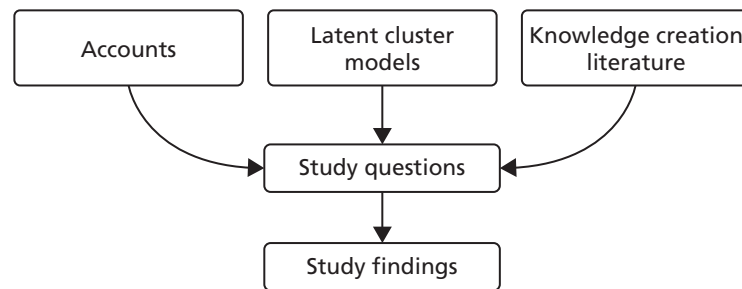 Accounts
Latent cluster
models
Knowledge creation
literature
Study questions
Study findings